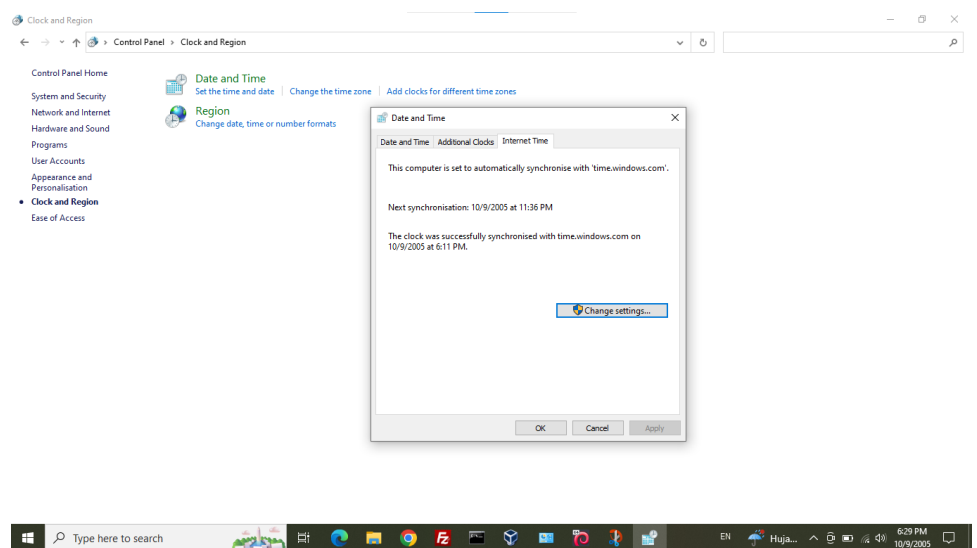 Clock and Region
Control Panel > Clock and Region
Control Panel Home
System and Security
Network and Internet
Hardware and Sound
Programs
User Accounts
Appearance and
Personalisation
Clock and Region
Ease of Access
Date and Time
Set the time and date | Change the time zone | Add clocks for different time zones
Region
Change date, time or number formats
Date and Time
Date and Time Additional Clocks Internet Time
This computer is set to automatically synchronise with 'time.windows.com'.
Next synchronisation: 10/9/2005 at 11:36 PM
The clock was successfully synchronised with time.windows.com on
10/9/2005 at 6:11 PM.
Change settings...
OK Cancel Apply
Type here to search
EN Huja... 6:29 PM
10/9/2005